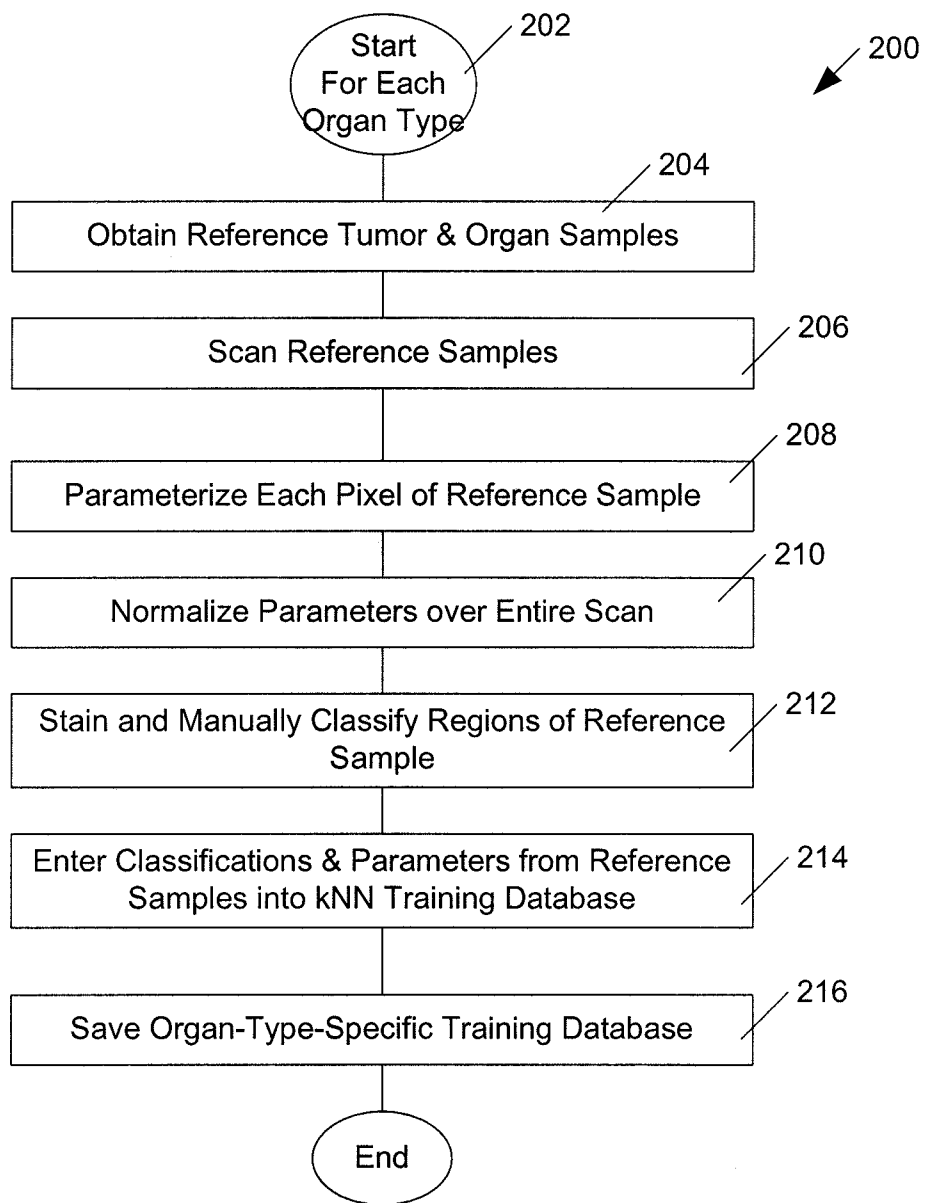 202
Start
For Each
Organ Type
200
204
Obtain Reference Tumor & Organ Samples
206
Scan Reference Samples
208
Parameterize Each Pixel of Reference Sample
210
Normalize Parameters over Entire Scan
212
Stain and Manually Classify Regions of Reference
Sample
214
Enter Classifications & Parameters from Reference
Samples into kNN Training Database
216
Save Organ-Type-Specific Training Database
End